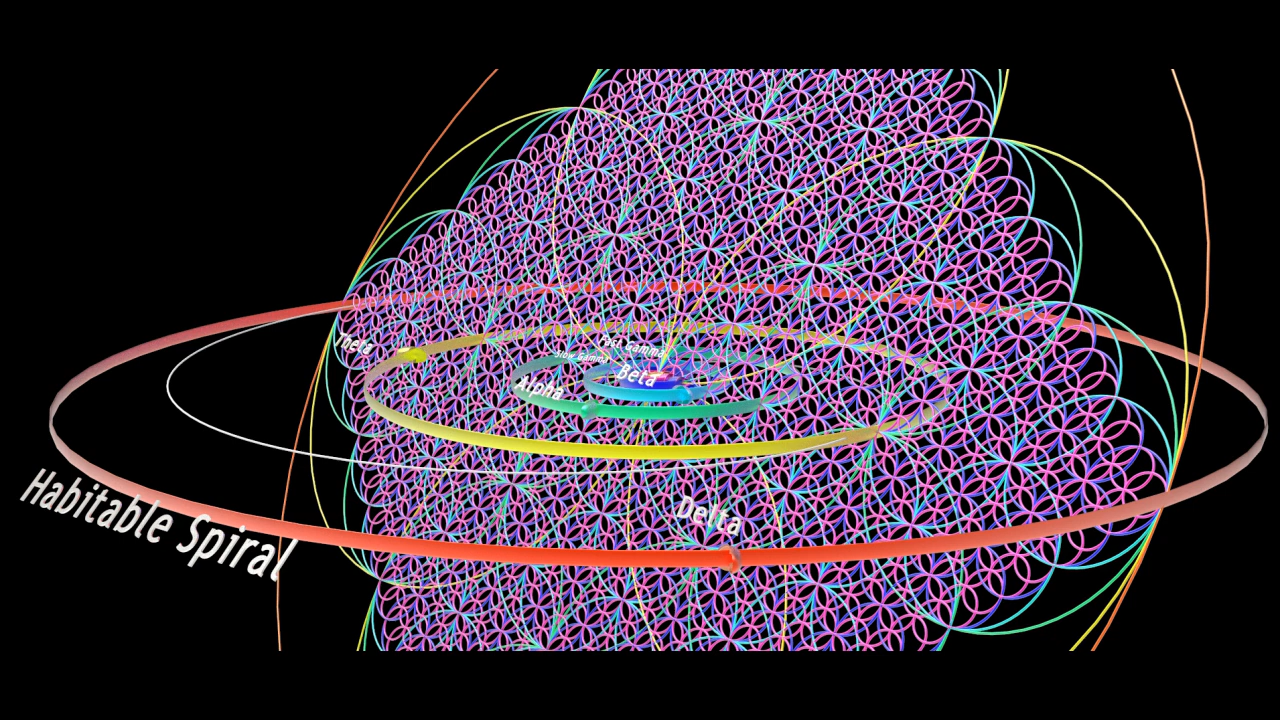 Fast Gamma
Theta
Slow Gamma
Beta
Alpha
Habitable Spiral
Delta